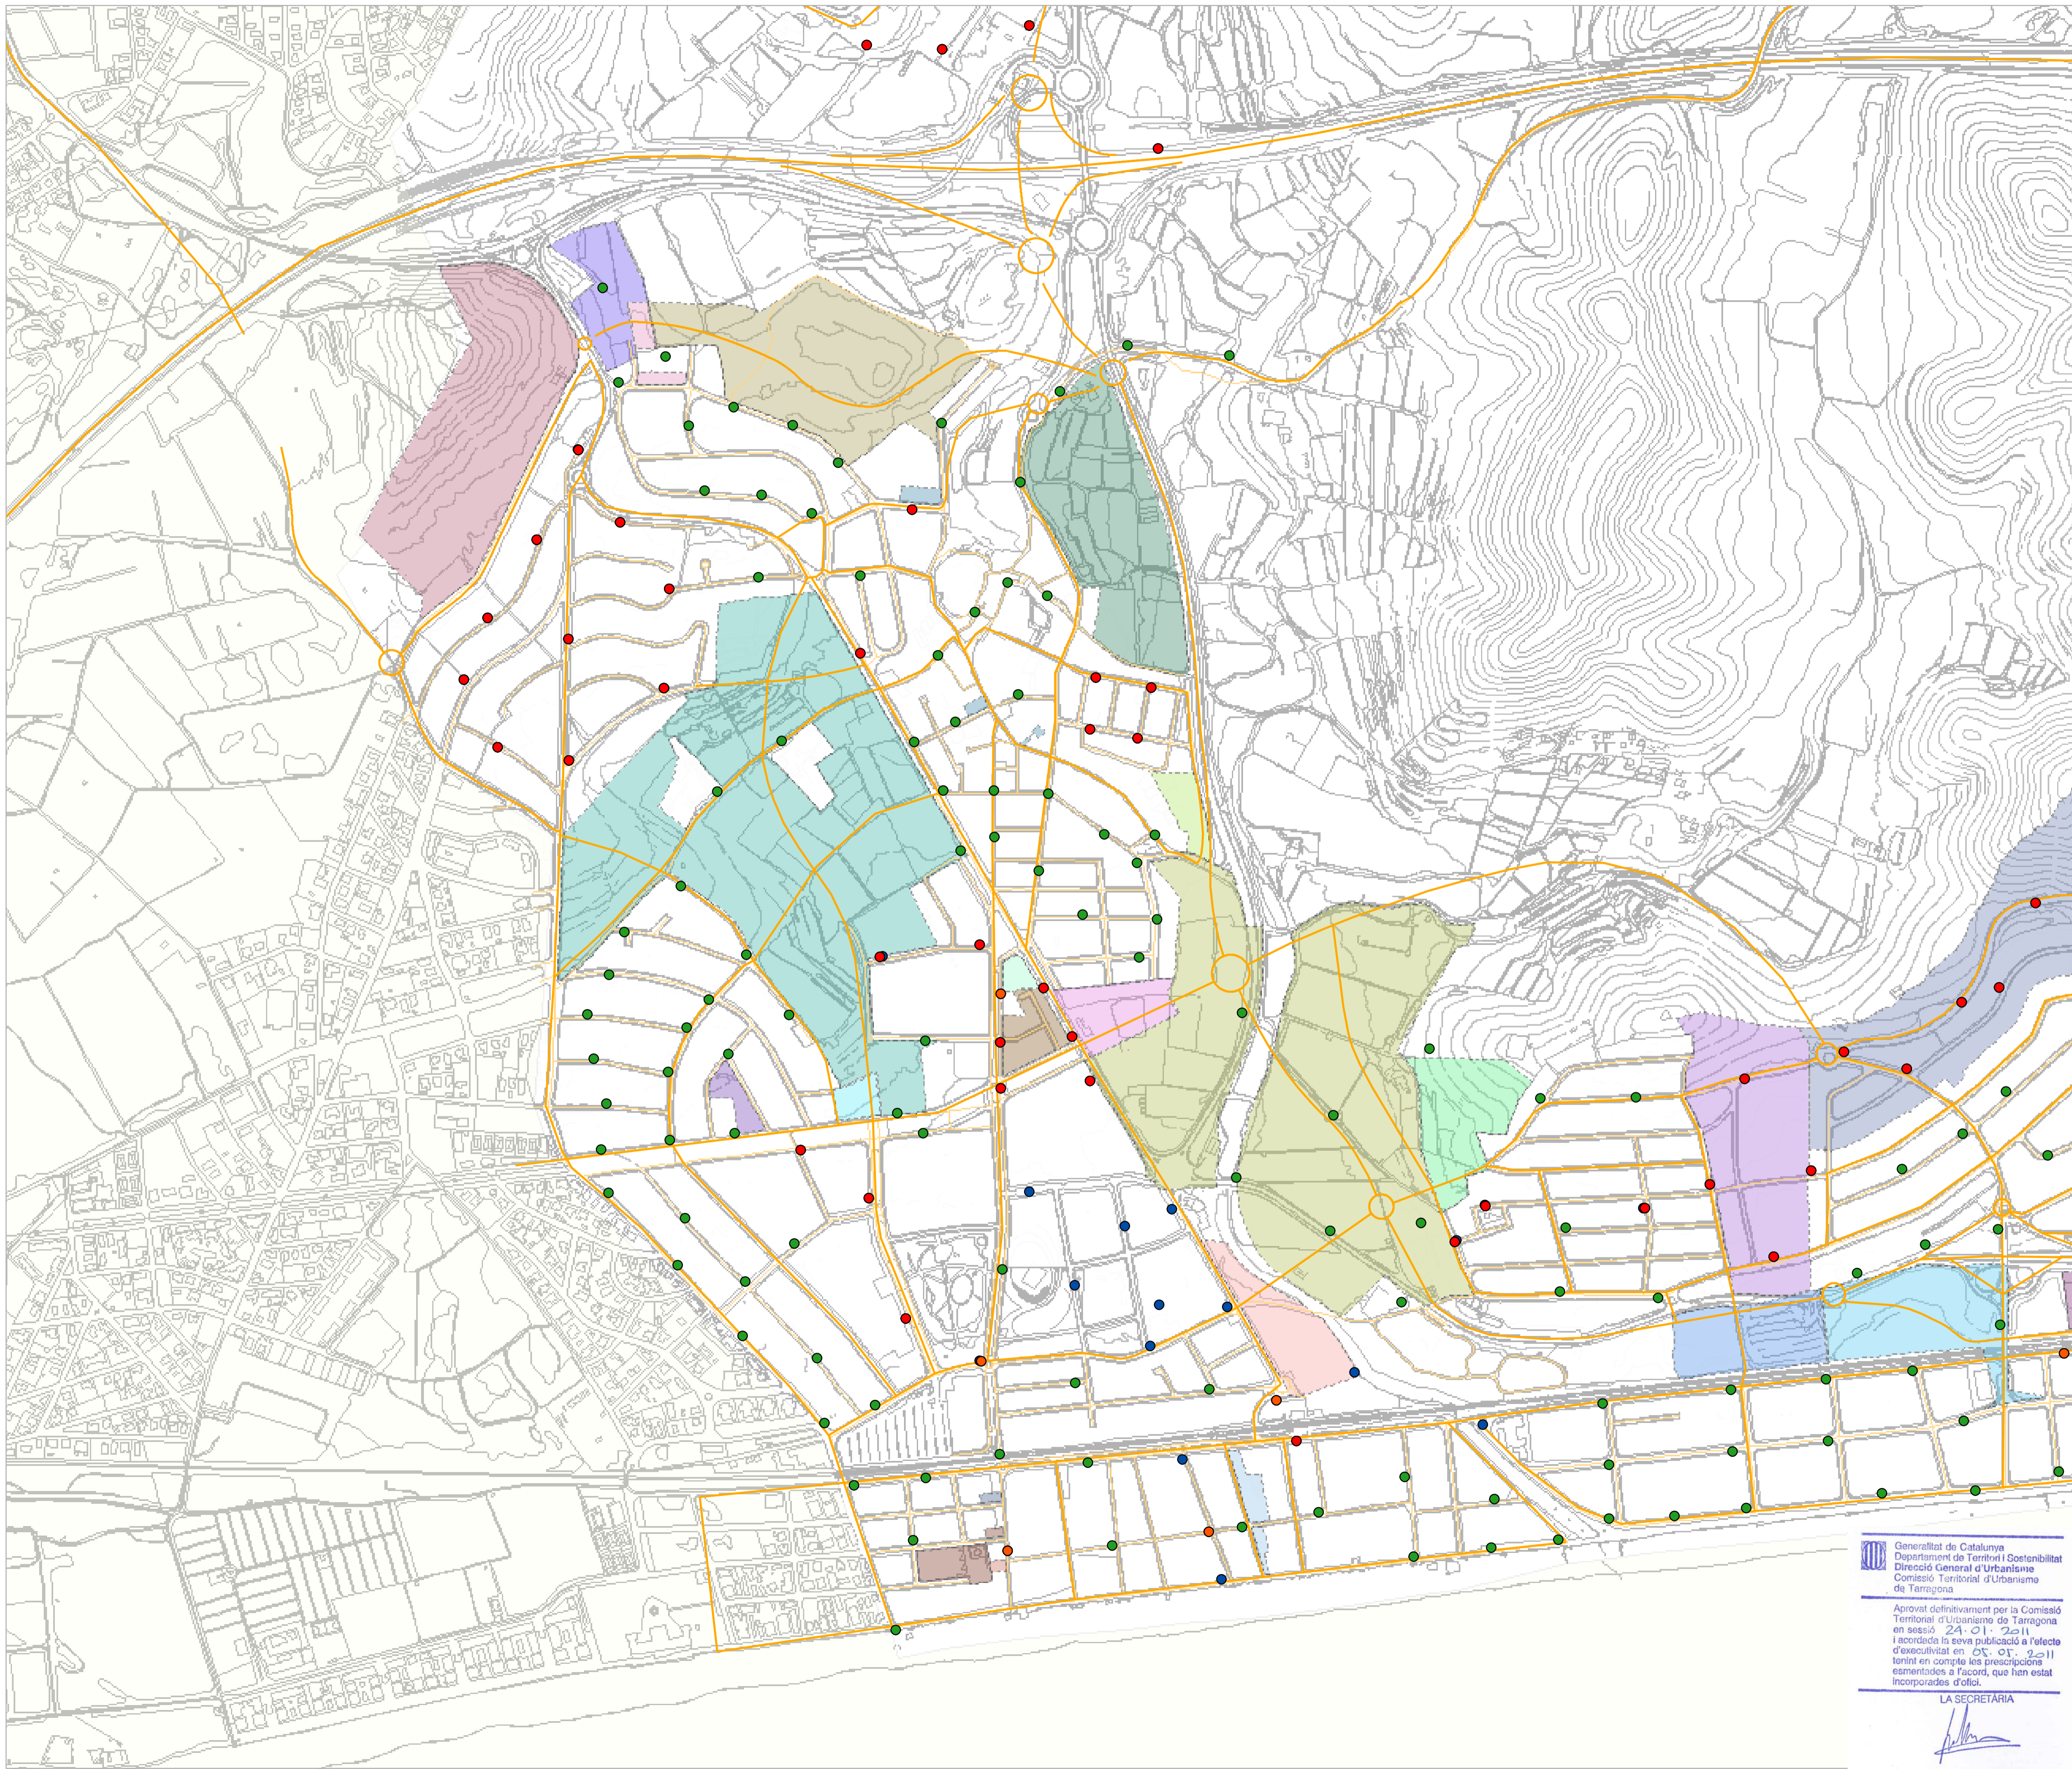 Generalitat de Catalunya
Departament de Territori i Sostenibilitat
Direcció General d'Urbanisme
Comissió Territorial d'Urbanisme
de Tarragona
Aprovat definitivament per la Comissió
Territorial d'Urbanisme de Tarragona
en sessió 24·01·2011
i acordada la seva publicació a l'efecte
d'executivitat en 05·05·2011
tenint en compte les prescripcions
esmentades a l'acord, que han estat
incorporades d'ofici.
LA SECRETÀRIA